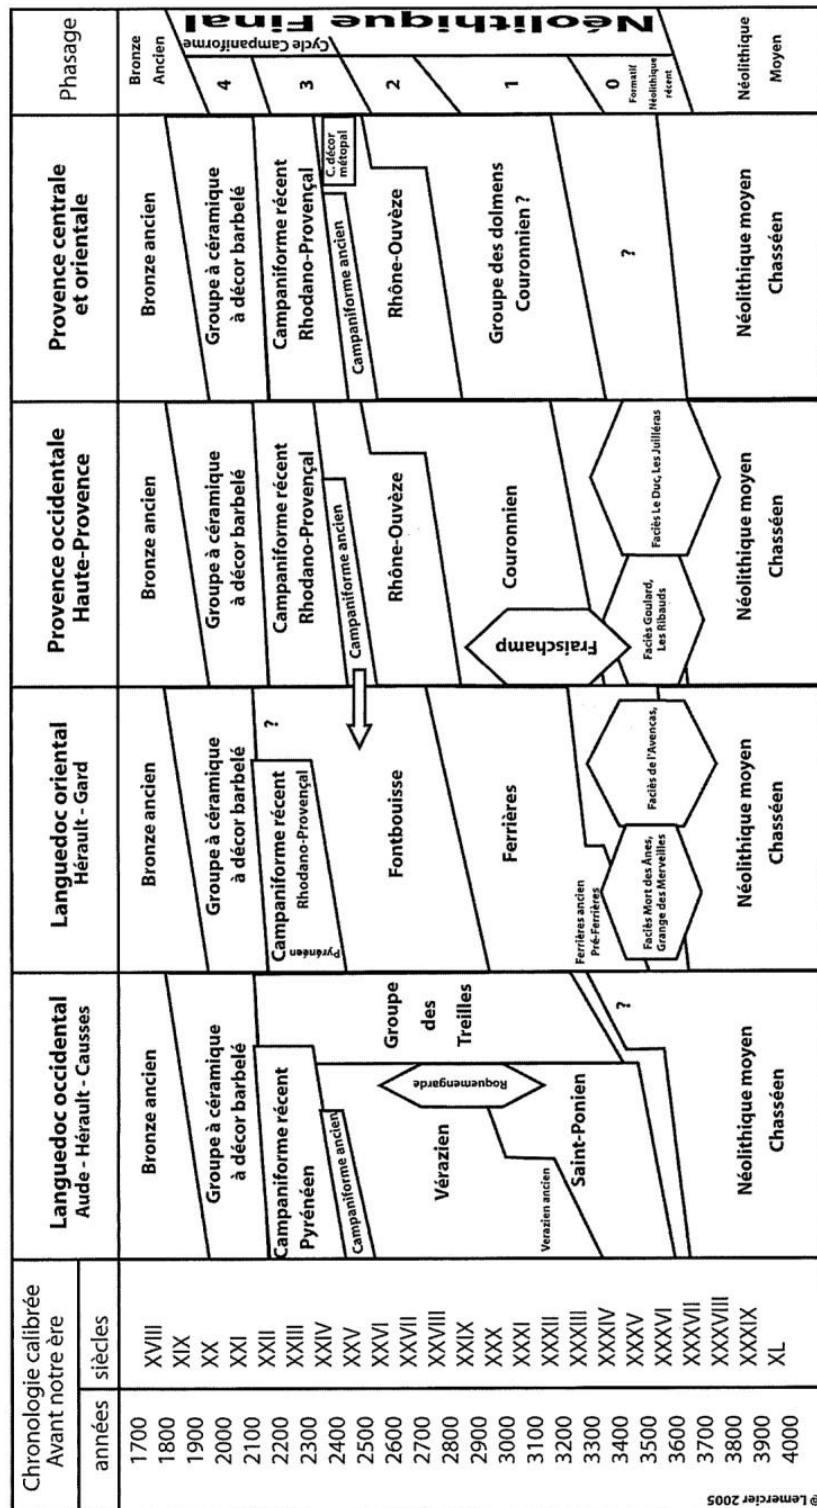 Chronologie calibrée
Avant notre ère
années
siècles
Languedoc occidental
Aude - Hérault - Causses
Languedoc oriental
Hérault - Gard
Provence occidentale
Haute-Provence
Provence centrale
et orientale
Phasage
1700
1800
1900
2000
2100
2200
2300
2400
2500
2600
2700
2800
2900
3000
3100
3200
3300
3400
3500
3600
3700
3800
3900
4000
XVIII
XIX
XX
XXI
XXII
XXIII
XXIV
XXV
XXVI
XXVII
XXVIII
XXIX
XXX
XXXI
XXXII
XXXIII
XXXIV
XXXV
XXXVI
XXXVII
XXXVIII
XXXIX
XL
Bronze ancien
Groupe à céramique
à décor barbelé
Campaniforme récent
Pyrénéen
Campaniforme ancien
Groupe
des
Treilles
Roquemengarde
Vérazien
Verazien ancien
Saint-Ponien
?
Néolithique moyen
Chasséen
Bronze ancien
Groupe à céramique
à décor barbelé
Campaniforme récent
Rhodano-Provençal
Pyrénéen
?
Fontbouisse
Ferrières
Ferrières ancien
Pré-Ferrières
Faciès Mort des Ânes,
Grange des Merveilles
Faciès de l'Avencas,
Néolithique moyen
Chasséen
Bronze ancien
Groupe à céramique
à décor barbelé
Campaniforme récent
Rhodano-Provençal
Campaniforme ancien
Rhône-Ouvèze
Couronnien
Fraischamp
Faciès Goulard,
Les Ribauds
Faciès Le Duc, Les Juilléras
Néolithique moyen
Chasséen
Bronze ancien
Groupe à céramique
à décor barbelé
Campaniforme récent
Rhodano-Provençal
Campaniforme ancien
C. décor
métopal
Rhône-Ouvèze
Groupe des dolmens
Couronnien ?
?
Néolithique moyen
Chasséen
Bronze
Ancien
4
3
2
1
0
Formatif
Néolithique
récent
Cycle Campaniforme
Néolithique Final
Néolithique
Moyen
© Lemercier 2005